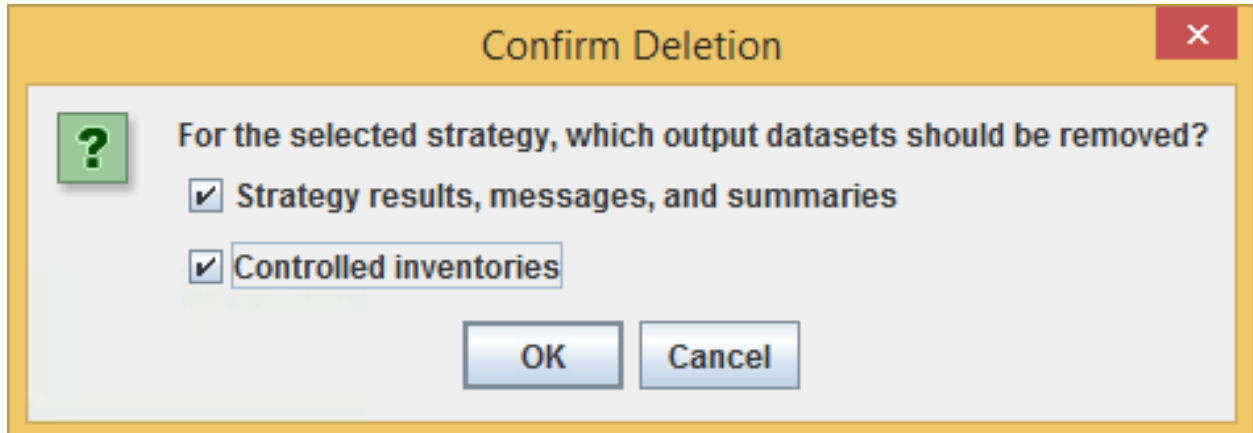 Confirm Deletion
For the selected strategy, which output datasets should be removed?
Strategy results, messages, and summaries
Controlled inventories
OK Cancel